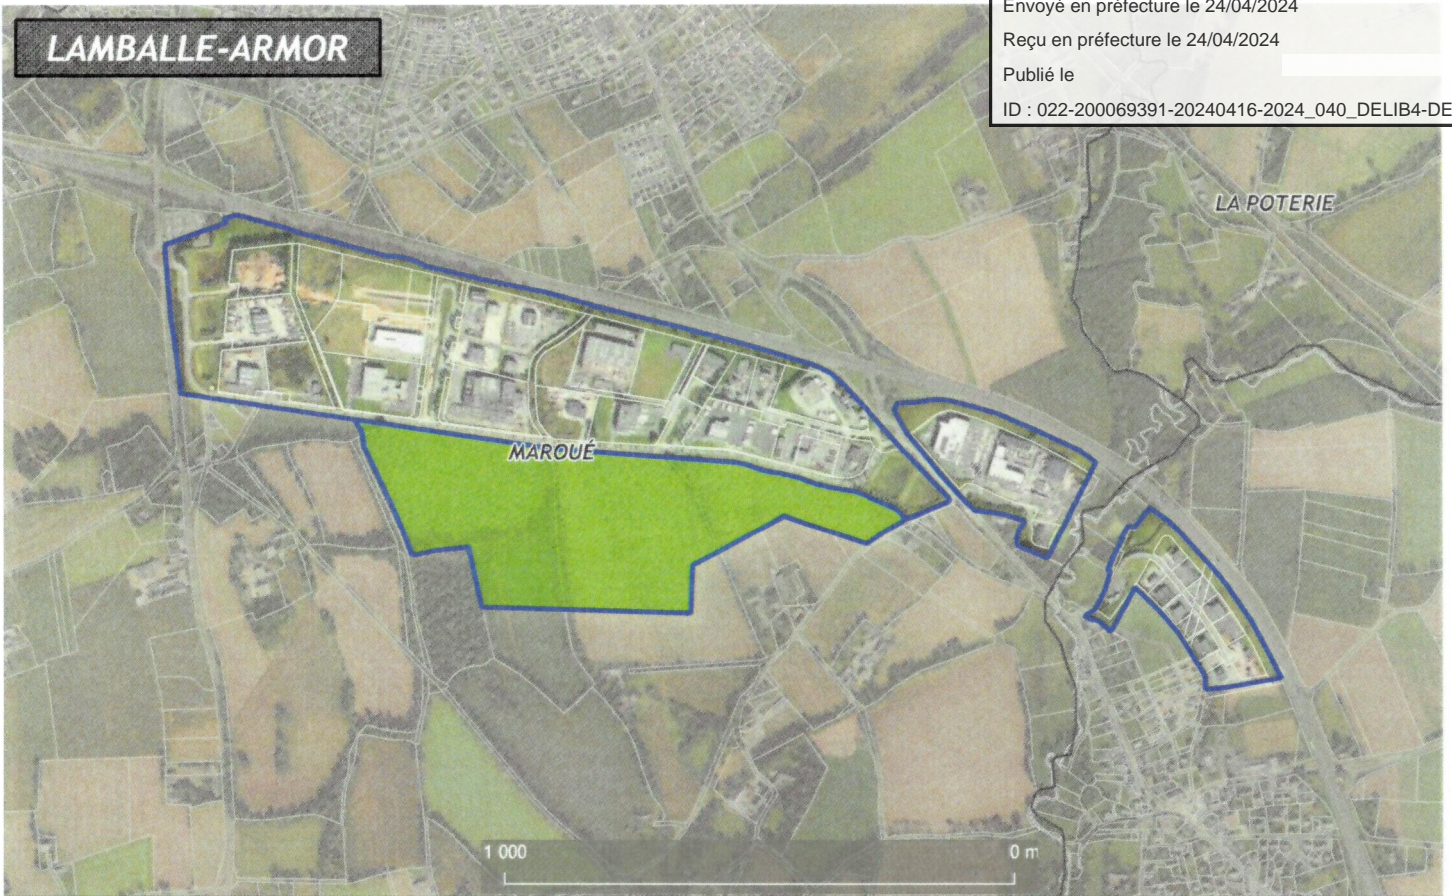 LAMBALLE-ARMOR
Envoyé en préfecture le 24/04/2024
Reçu en préfecture le 24/04/2024
Publié le
ID : 022-200069391-20240416-2024_040_DELIB4-DE
LA POTERIE
MAROUÉ
1 000
0 m